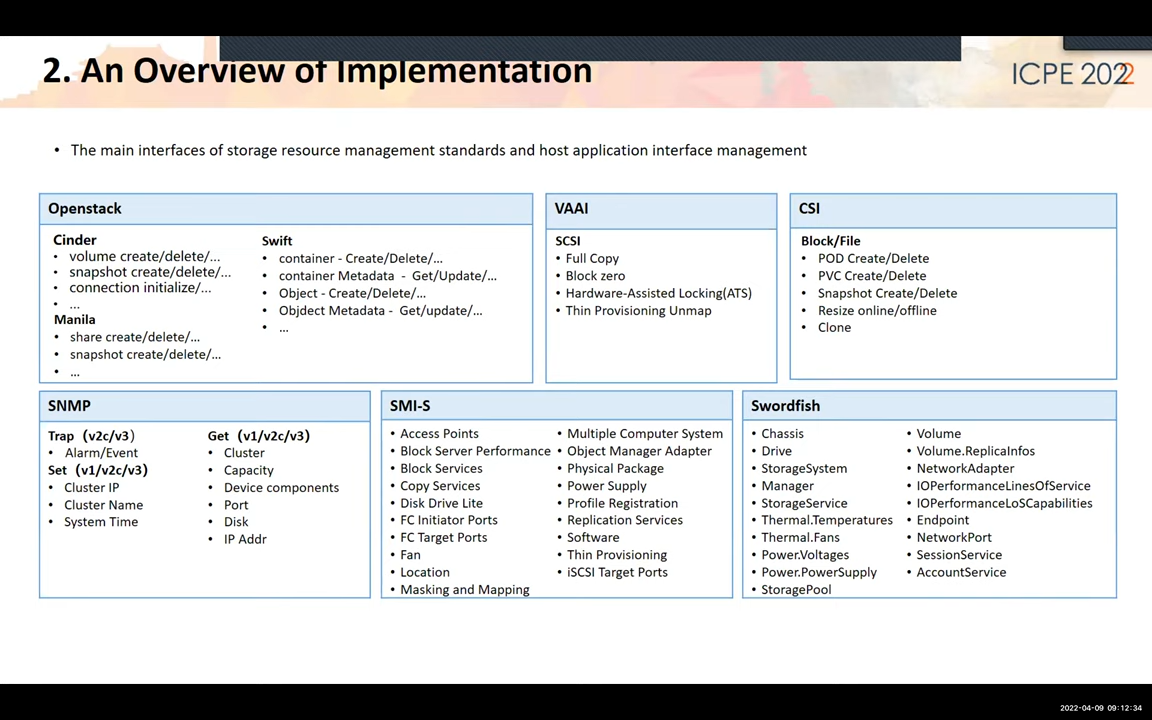 2. An Overview of Implementation
ICPE 2022
• The main interfaces of storage resource management standards and host application interface management
Openstack
Cinder
• volume create/delete/...
• snapshot create/delete/...
• connection initialize/...
• ...
Manila
• share create/delete/...
• snapshot create/delete/...
• ...
Swift
• container - Create/Delete/...
• container Metadata - Get/Update/...
• Object - Create/Delete/...
• Objdect Metadata - Get/update/...
• ...
VAAI
SCSI
• Full Copy
• Block zero
• Hardware-Assisted Locking(ATS)
• Thin Provisioning Unmap
CSI
Block/File
• POD Create/Delete
• PVC Create/Delete
• Snapshot Create/Delete
• Resize online/offline
• Clone
SNMP
Trap（v2c/v3）
• Alarm/Event
Set（v1/v2c/v3)
• Cluster IP
• Cluster Name
• System Time
Get（v1/v2c/v3)
• Cluster
• Capacity
• Device components
• Port
• Disk
• IP Addr
SMI-S
• Access Points
• Block Server Performance
• Block Services
• Copy Services
• Disk Drive Lite
• FC Initiator Ports
• FC Target Ports
• Fan
• Location
• Masking and Mapping
• Multiple Computer System
• Object Manager Adapter
• Physical Package
• Power Supply
• Profile Registration
• Replication Services
• Software
• Thin Provisioning
• iSCSI Target Ports
Swordfish
• Chassis
• Drive
• StorageSystem
• Manager
• StorageService
• Thermal.Temperatures
• Thermal.Fans
• Power.Voltages
• Power.PowerSupply
• StoragePool
• Volume
• Volume.ReplicaInfos
• NetworkAdapter
• IOPerformanceLinesOfService
• IOPerformanceLoSCapabilities
• Endpoint
• NetworkPort
• SessionService
• AccountService
2022-04-09 09:12:34